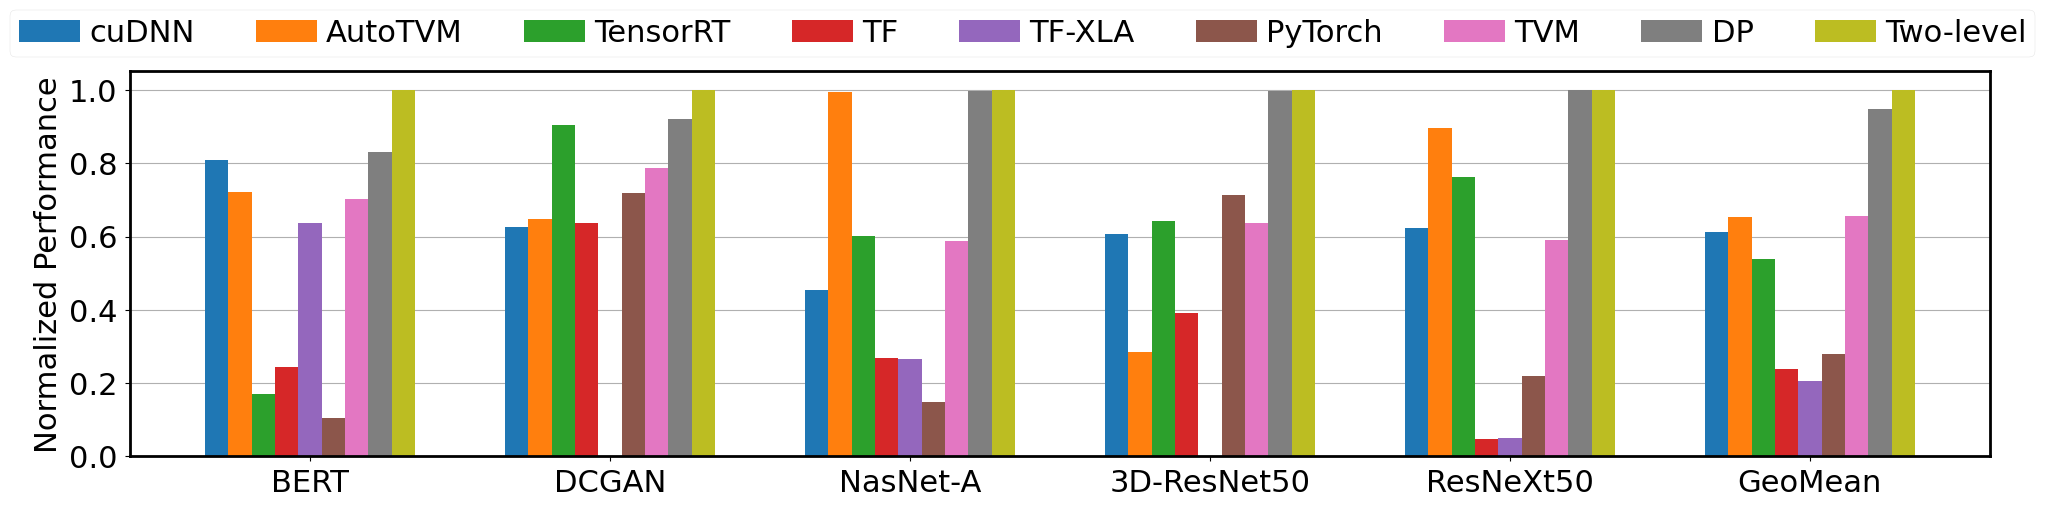 cuDNN AutoTVM TensorRT TF TF-XLA PyTorch TVM DP Two-level
Normalized Performance
1.0
0.8
0.6
0.4
0.2
0.0
BERT DCGAN NasNet-A 3D-ResNet50 ResNeXt50 GeoMean